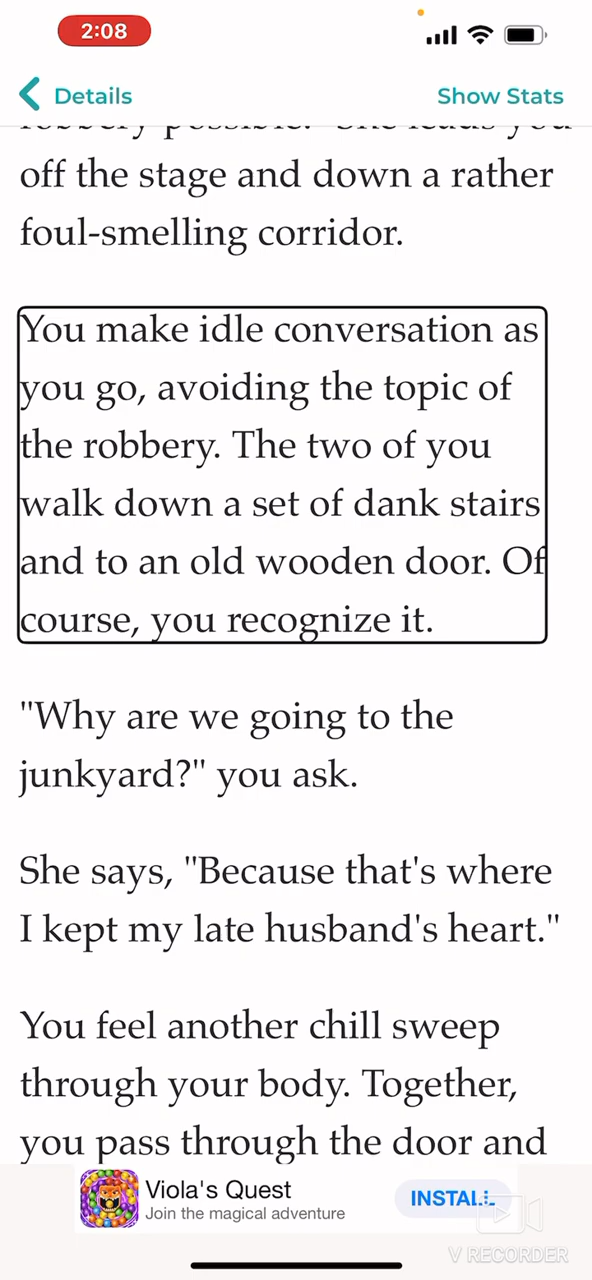 2:08
Details
Show Stats
off the stage and down a rather
foul-smelling corridor.
You make idle conversation as
you go, avoiding the topic of
the robbery. The two of you
walk down a set of dank stairs
and to an old wooden door. Of
course, you recognize it.
"Why are we going to the
junkyard?" you ask.
She says, "Because that's where
I kept my late husband's heart."
You feel another chill sweep
through your body. Together,
you pass through the door and
Viola's Quest
Join the magical adventure
INSTALL
V RECORDER